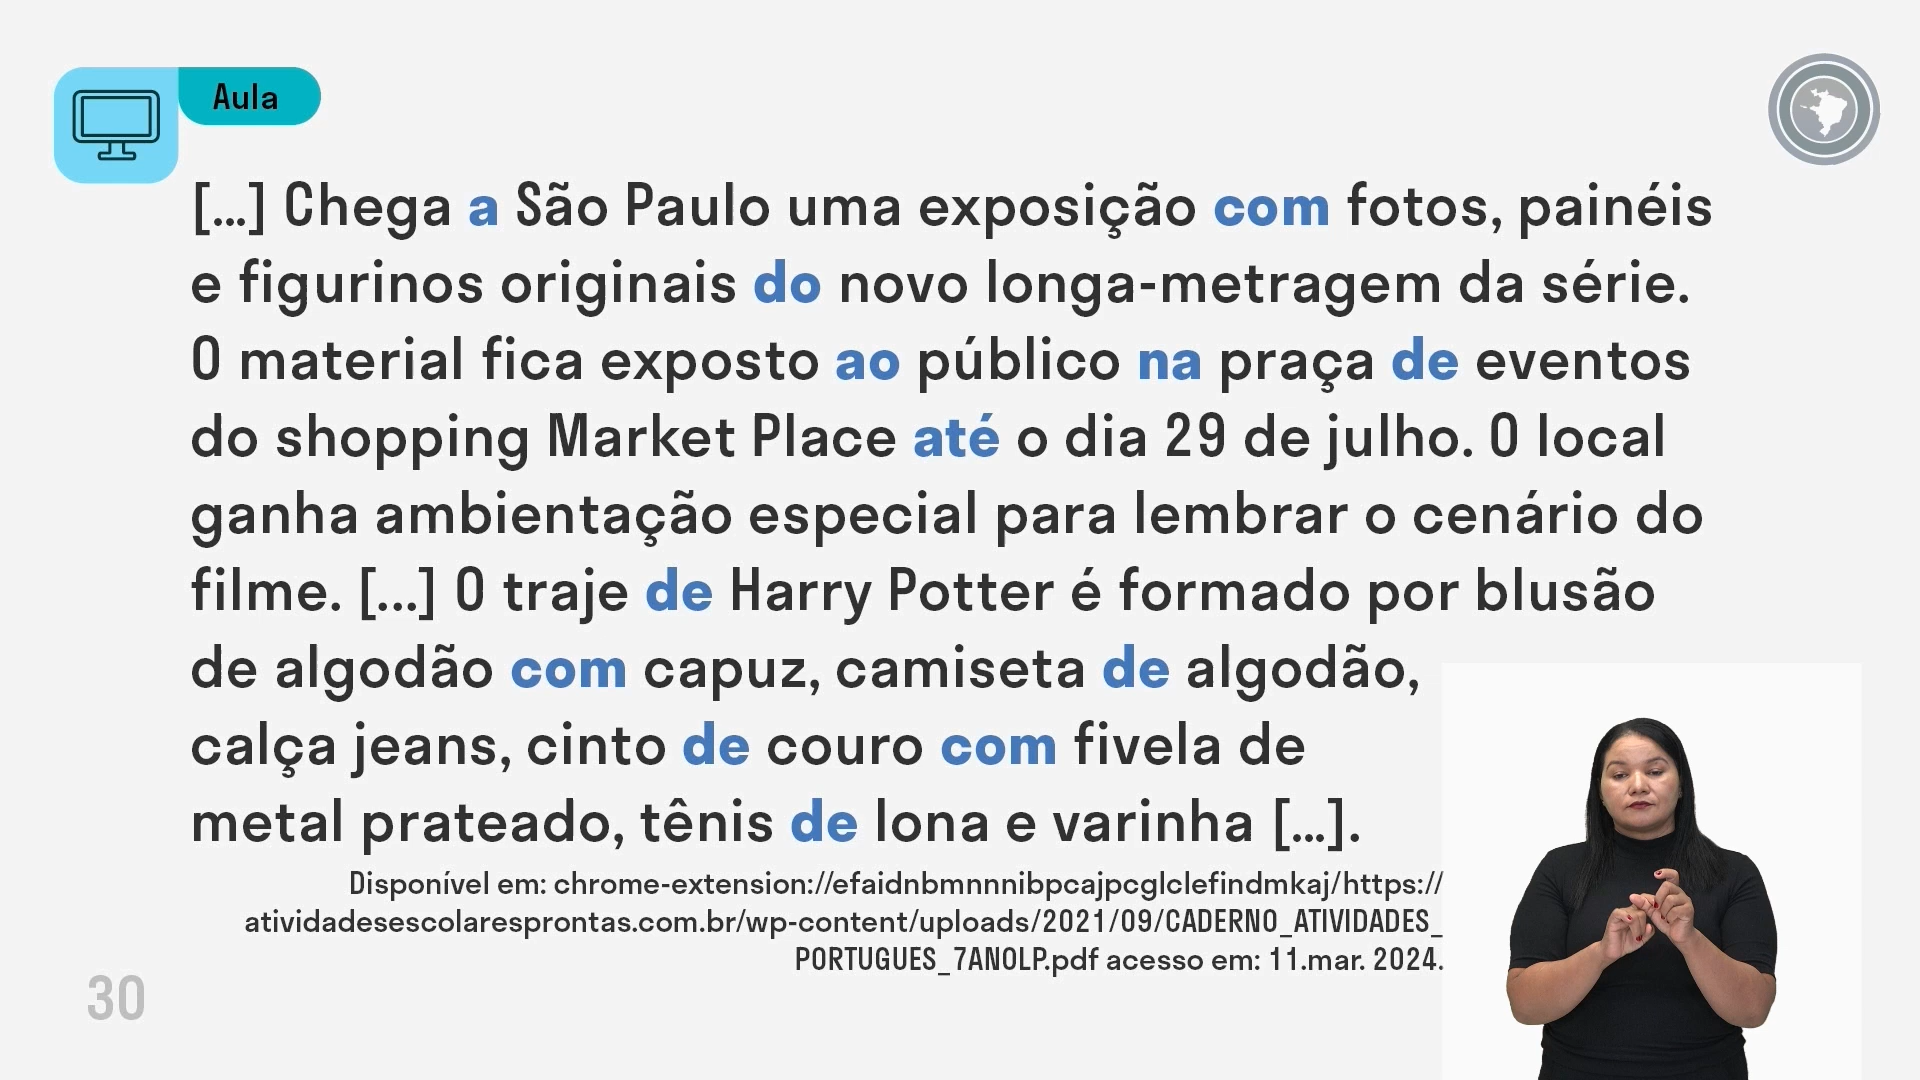 Aula
[...] Chega a São Paulo uma exposição com fotos, painéis
e figurinos originais do novo longa-metragem da série.
O material fica exposto ao público na praça de eventos
do shopping Market Place até o dia 29 de julho. O local
ganha ambientação especial para lembrar o cenário do
filme. [...] O traje de Harry Potter é formado por blusão
de algodão com capuz, camiseta de algodão,
calça jeans, cinto de couro com fivela de
metal prateado, tênis de lona e varinha [...].
Disponível em: chrome-extension://efaidnbmnnnibpcajpcglclefindmkaj/https://
atividadesescolaresprontas.com.br/wp-content/uploads/2021/09/CADERNO_ATIVIDADES_
PORTUGUES_7ANOLP.pdf acesso em: 11.mar. 2024.
30